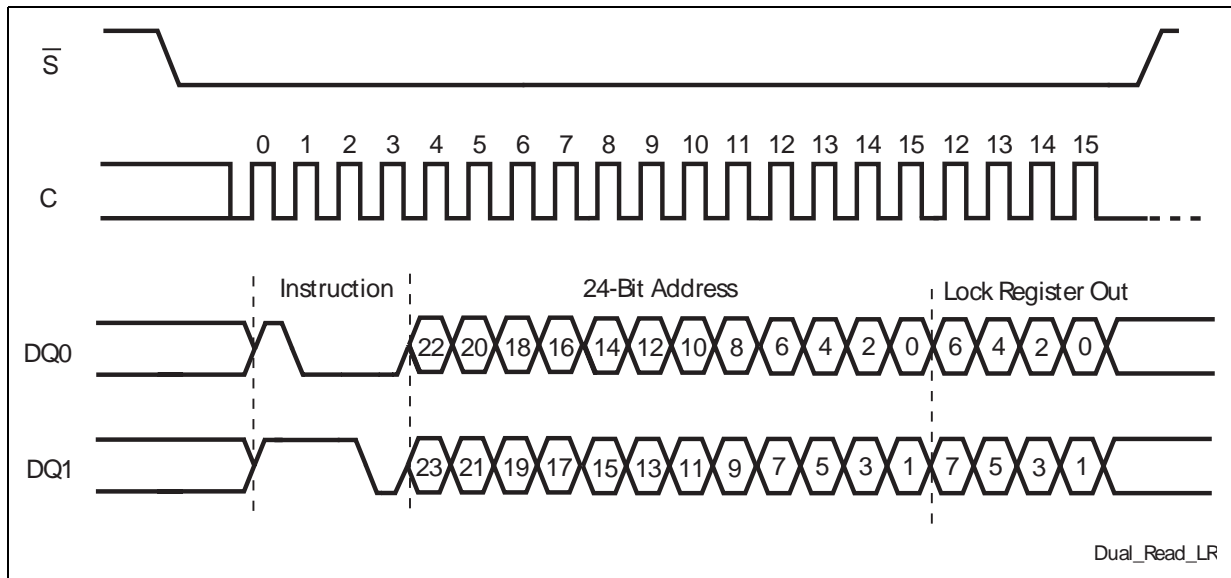 S
0 1 2 3 4 5 6 7 8 9 10 11 12 13 14 15 12 13 14 15
C
Instruction 24-Bit Address Lock Register Out
DQ0 22 20 18 16 14 12 10 8 6 4 2 0 6 4 2 0
DQ1 23 21 19 17 15 13 11 9 7 5 3 1 7 5 3 1
Dual_Read_LR